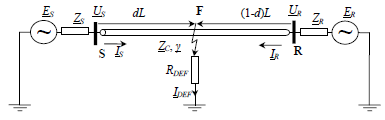 E_S Z_S U_S dL F (1-d)L U_R Z_R E_R
S I_S Z_C, γ I_R R
R_DEF
I_DEF